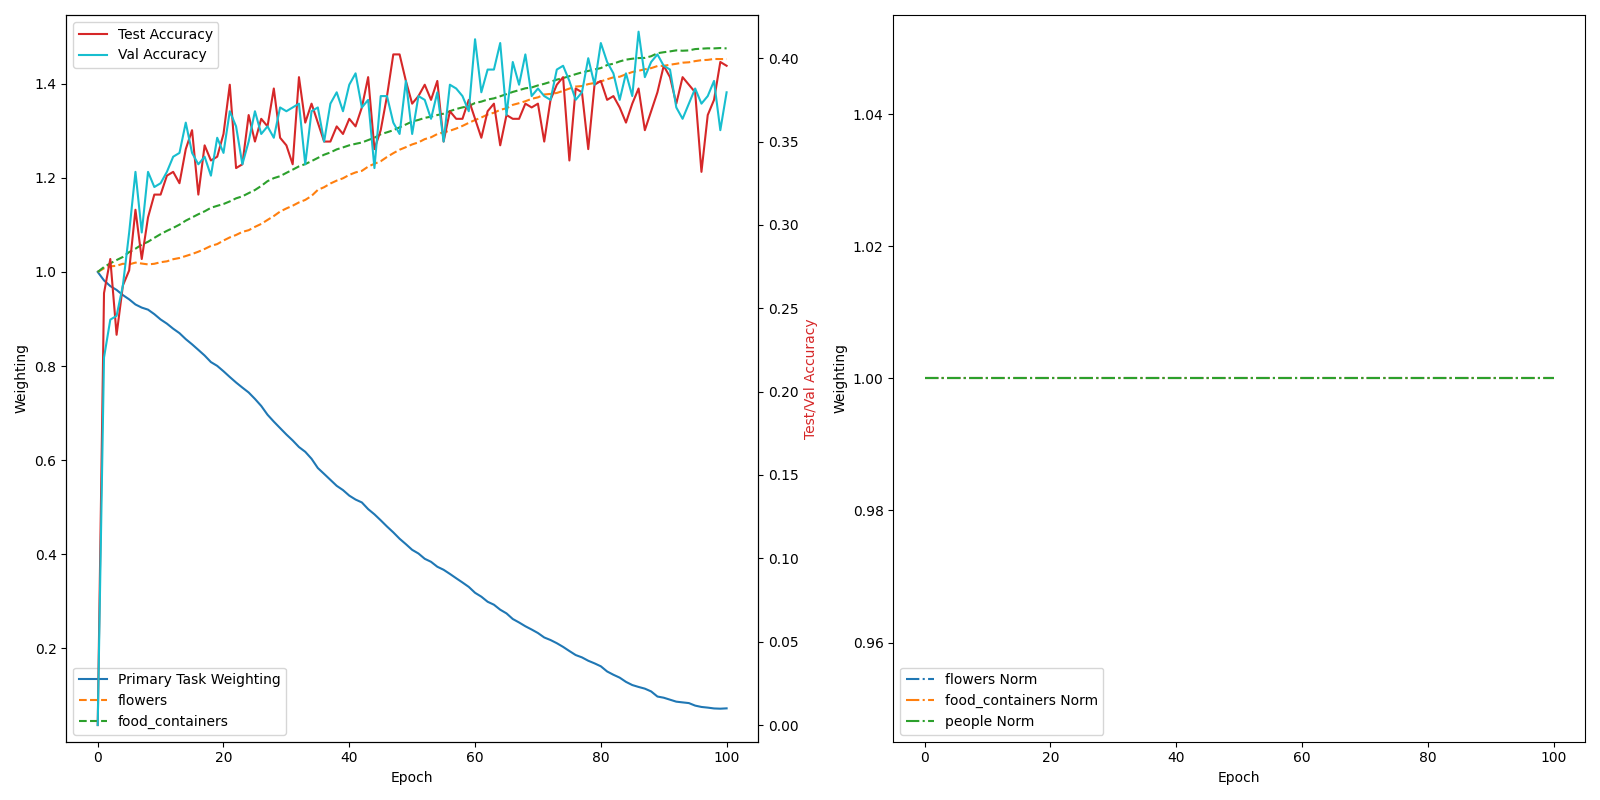 Test Accuracy
Val Accuracy
Primary Task Weighting
flowers
food_containers
Weighting
1.4
1.2
1.0
0.8
0.6
0.4
0.2
0 20 40 60 80 100
Epoch
0.40
0.35
0.30
0.25
0.20
0.15
0.10
0.05
0.00
Test/Val Accuracy
Weighting
1.04
1.02
1.00
0.98
0.96
flowers Norm
food_containers Norm
people Norm
0 20 40 60 80 100
Epoch